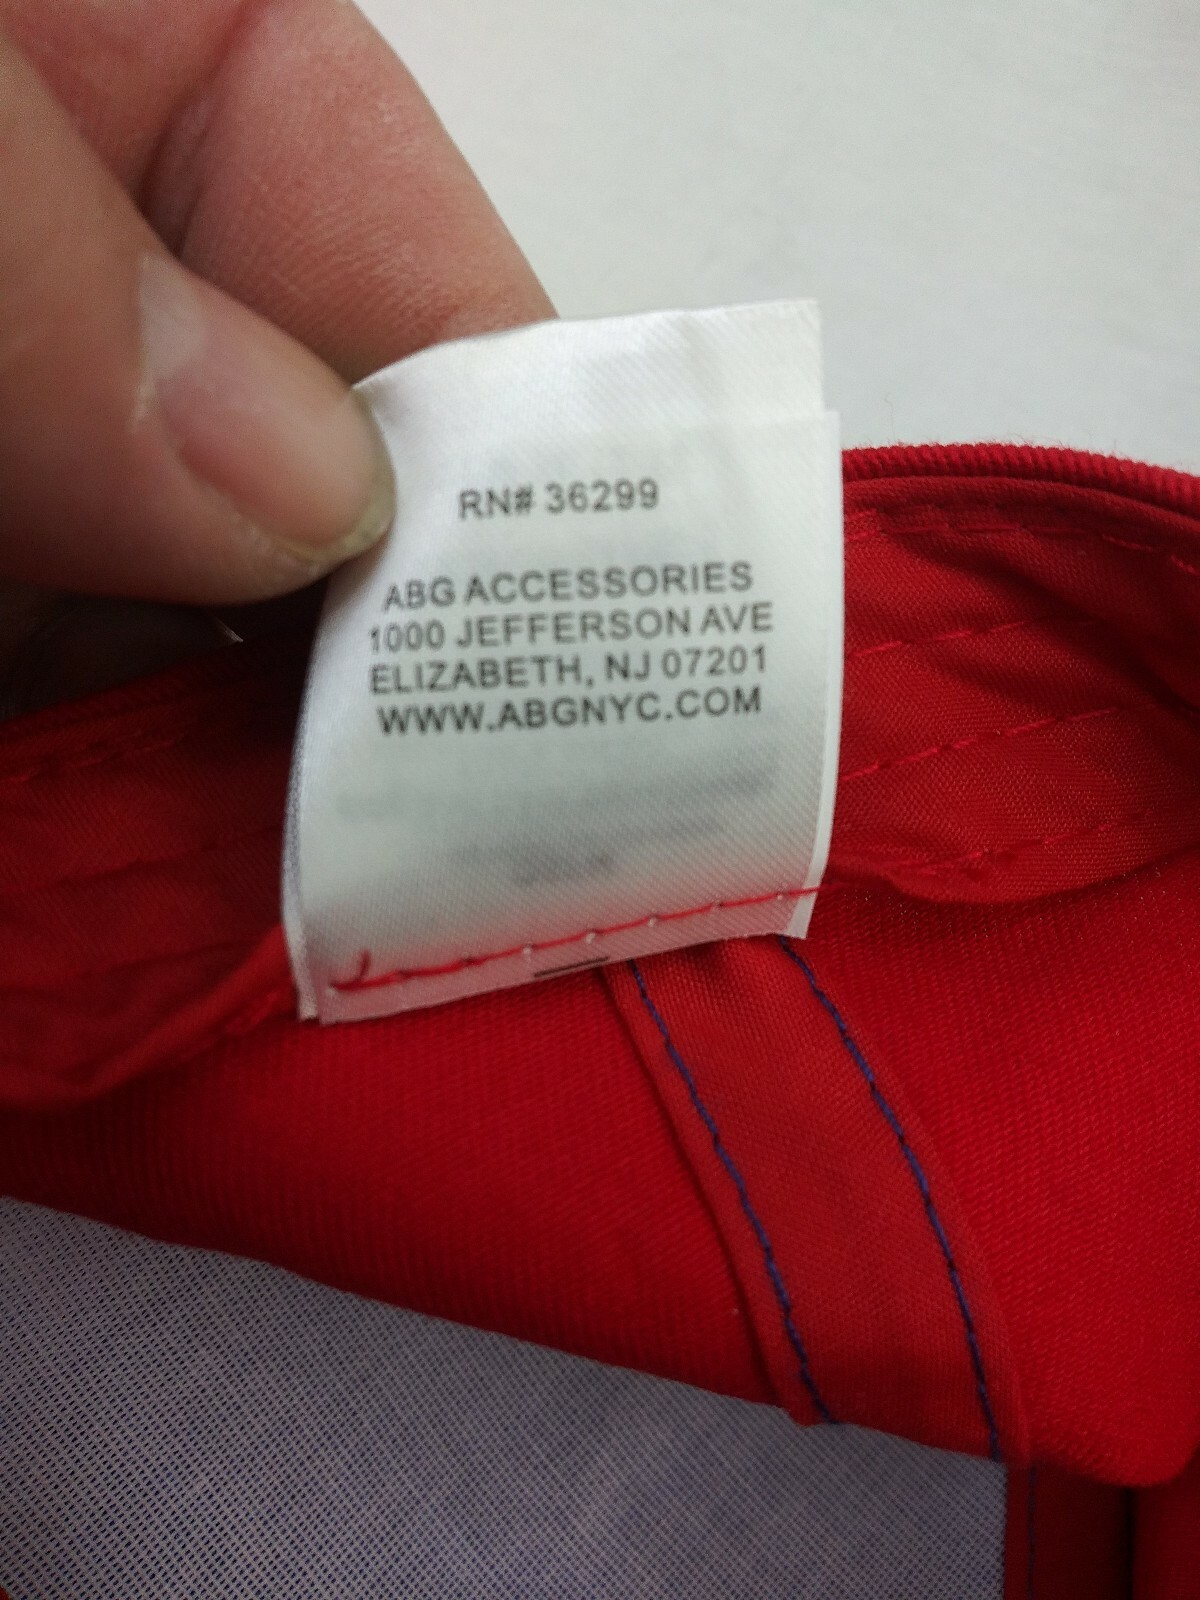 RN# 36299
ABG ACCESSORIES
1000 JEFFERSON AVE
ELIZABETH, NJ 07201
WWW.ABGNYC.COM